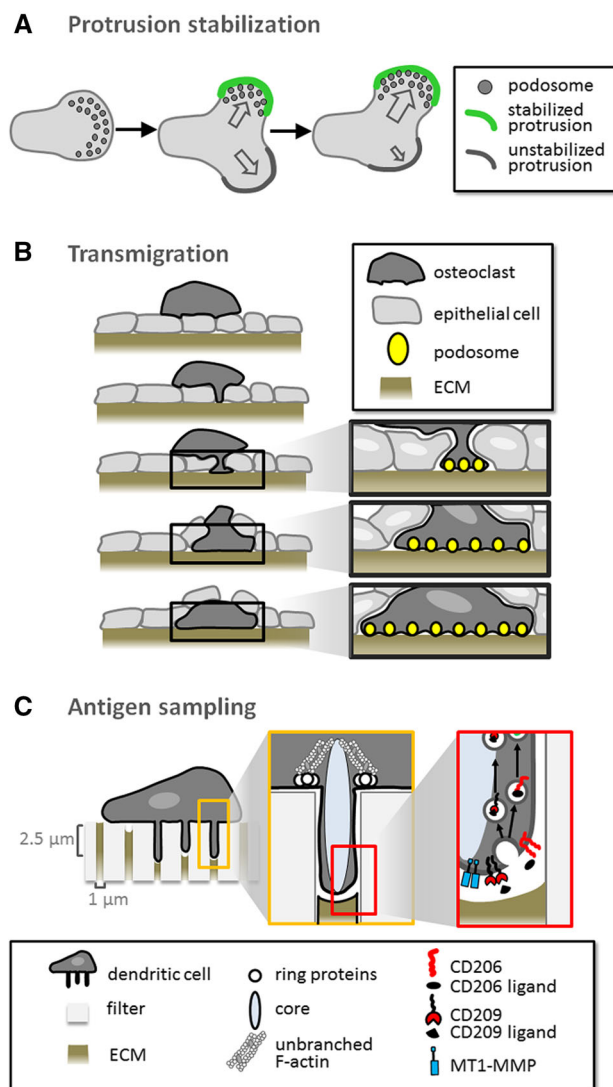 A Protrusion stabilization
podosome
stabilized
protrusion
unstabilized
protrusion
B Transmigration
osteoclast
epithelial cell
podosome
ECM
C Antigen sampling
2.5 µm
1 µm
dendritic cell
filter
ECM
ring proteins
core
unbranched
F-actin
CD206
CD206 ligand
CD209
CD209 ligand
MT1-MMP